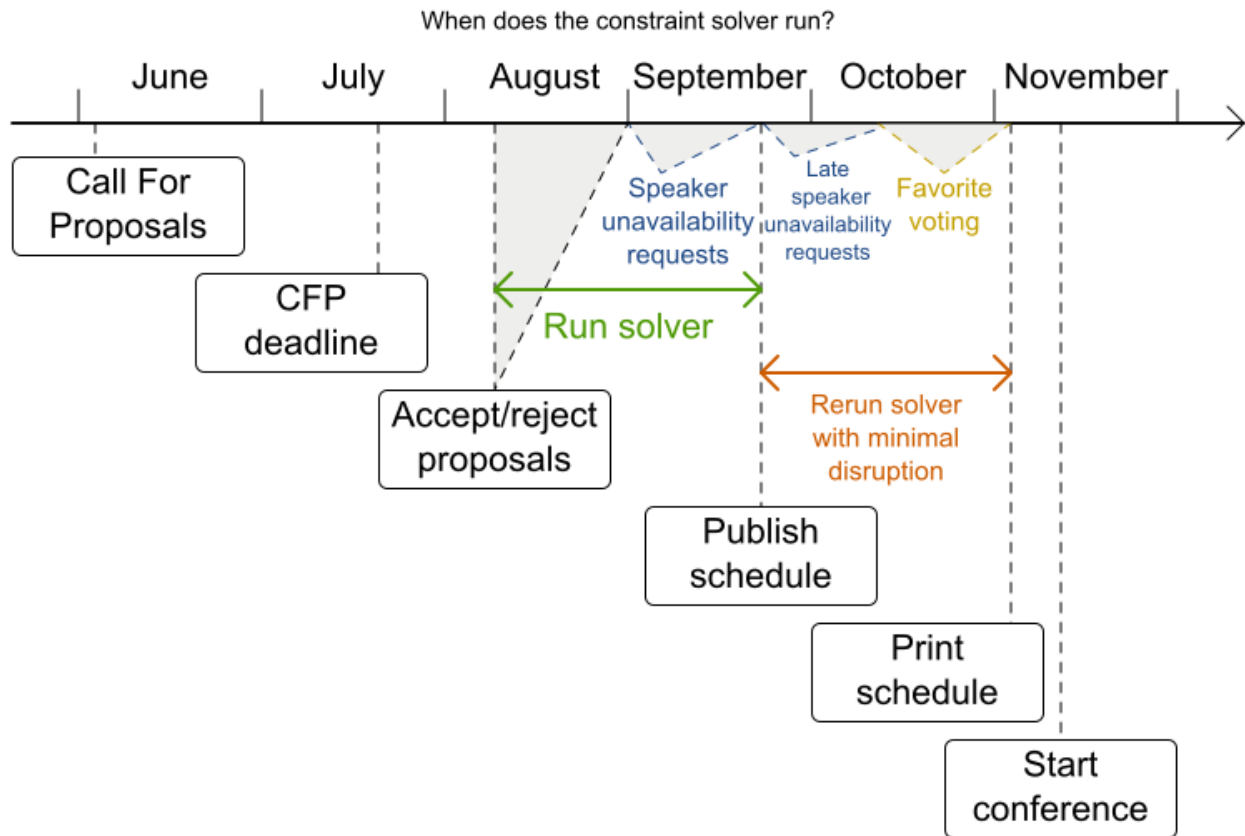 When does the constraint solver run?
June July August September October November
Call For
Proposals
CFP
deadline
Accept/reject
proposals
Speaker
unavailability
requests
Late
speaker
unavailability
requests
Favorite
voting
Run solver
Rerun solver
with minimal
disruption
Publish
schedule
Print
schedule
Start
conference